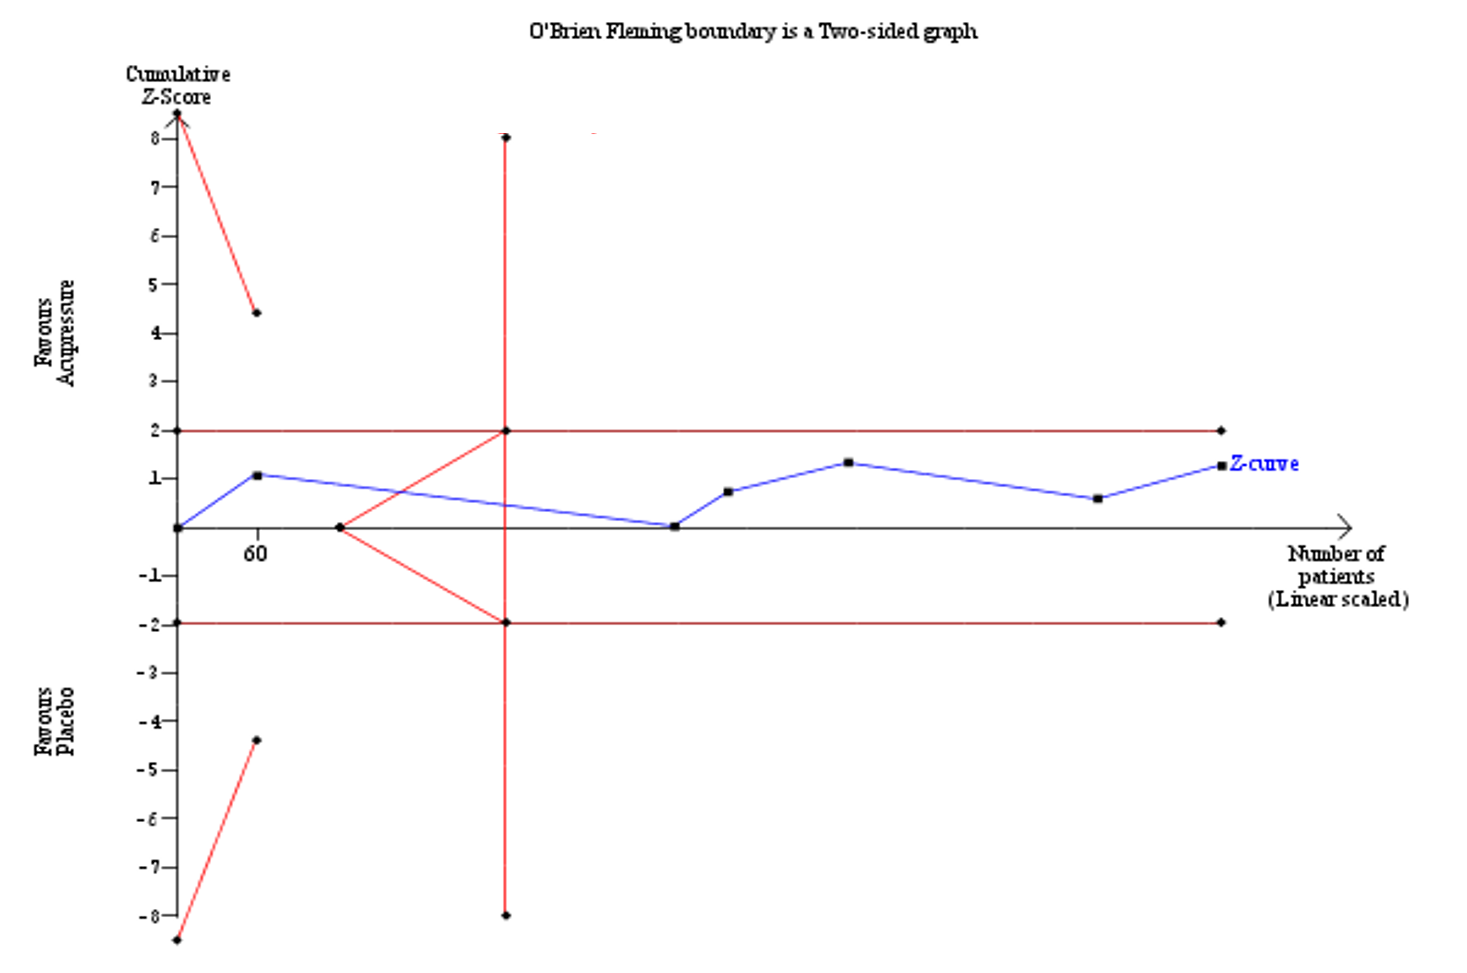 O'Brien Fleming boundary is a Two-sided graph
Cumulative
Z-Score
8
7
6
5
4
3
2
1
-1
-2
-3
-4
-5
-6
-7
-8
Favours
Acupressure
Favours
Placebo
60
Z-curve
Number of
patients
(Linear scaled)